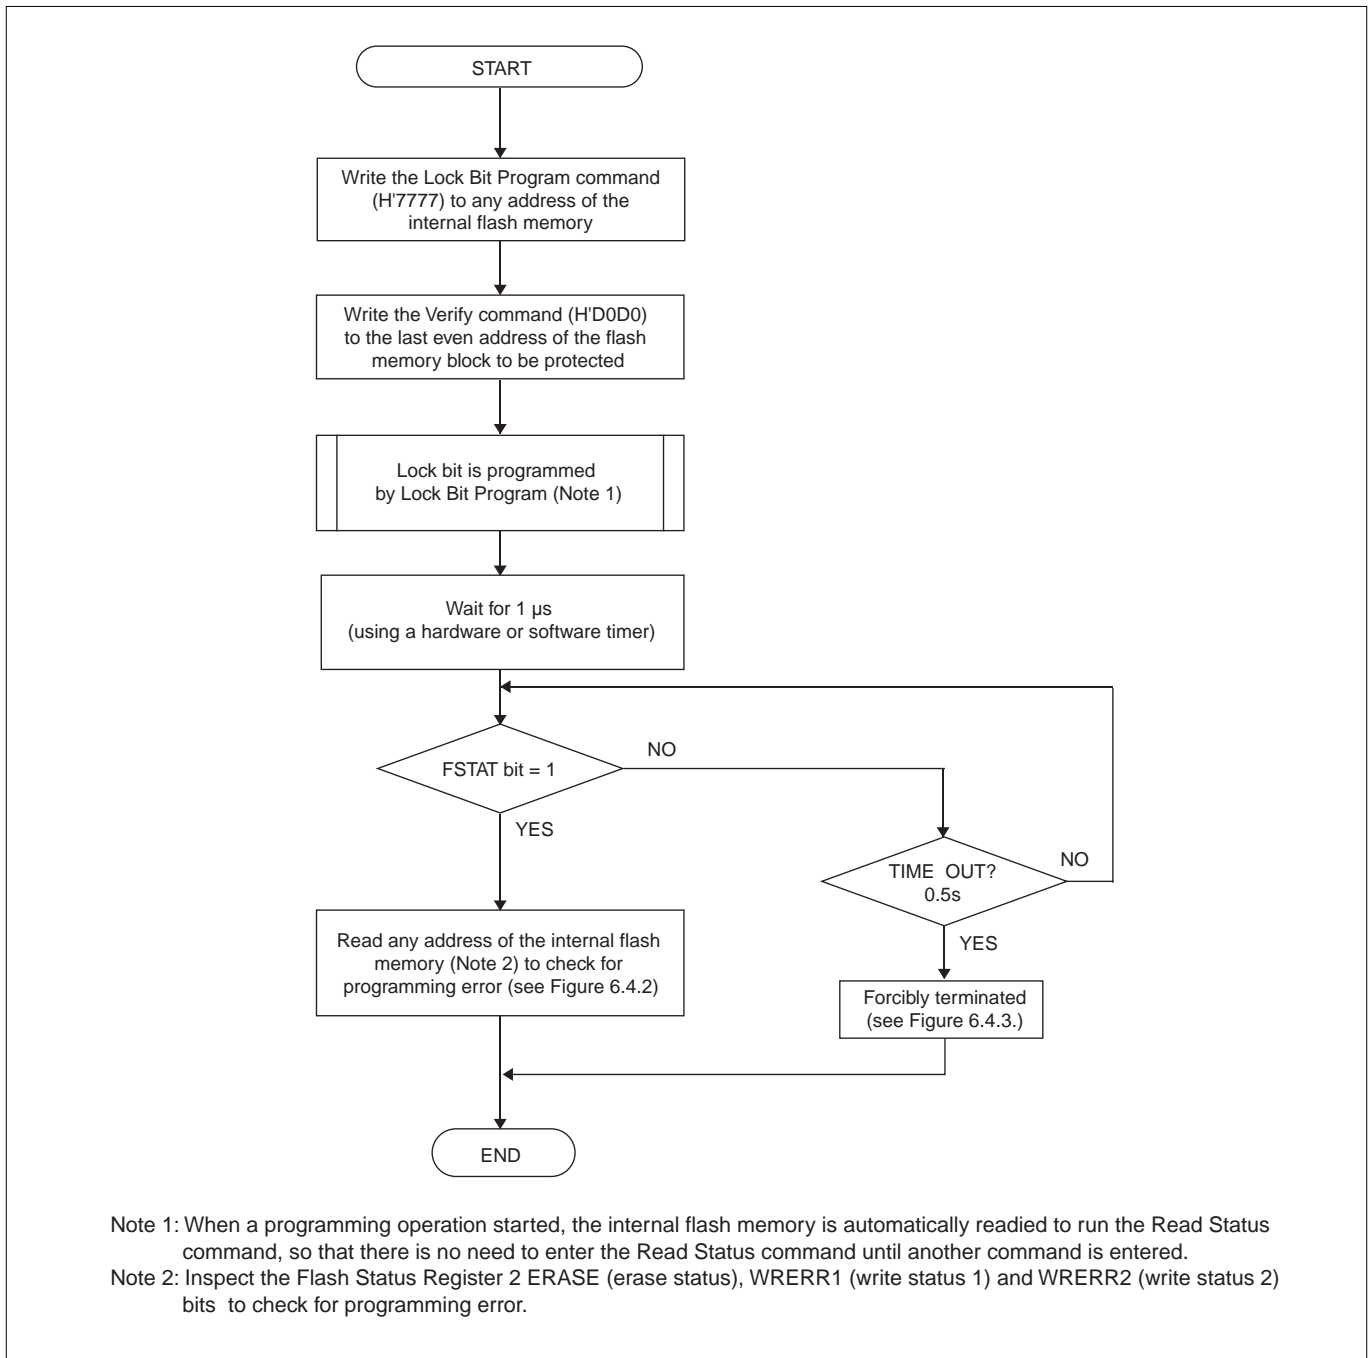 START
Write the Lock Bit Program command
(H'7777) to any address of the
internal flash memory
Write the Verify command (H'D0D0)
to the last even address of the flash
memory block to be protected
Lock bit is programmed
by Lock Bit Program (Note 1)
Wait for 1 µs
(using a hardware or software timer)
FSTAT bit = 1
NO
YES
TIME OUT?
0.5s
NO
YES
Read any address of the internal flash
memory (Note 2) to check for
programming error (see Figure 6.4.2)
Forcibly terminated
(see Figure 6.4.3.)
END
Note 1: When a programming operation started, the internal flash memory is automatically readied to run the Read Status
command, so that there is no need to enter the Read Status command until another command is entered.
Note 2: Inspect the Flash Status Register 2 ERASE (erase status), WRERR1 (write status 1) and WRERR2 (write status 2)
bits to check for programming error.